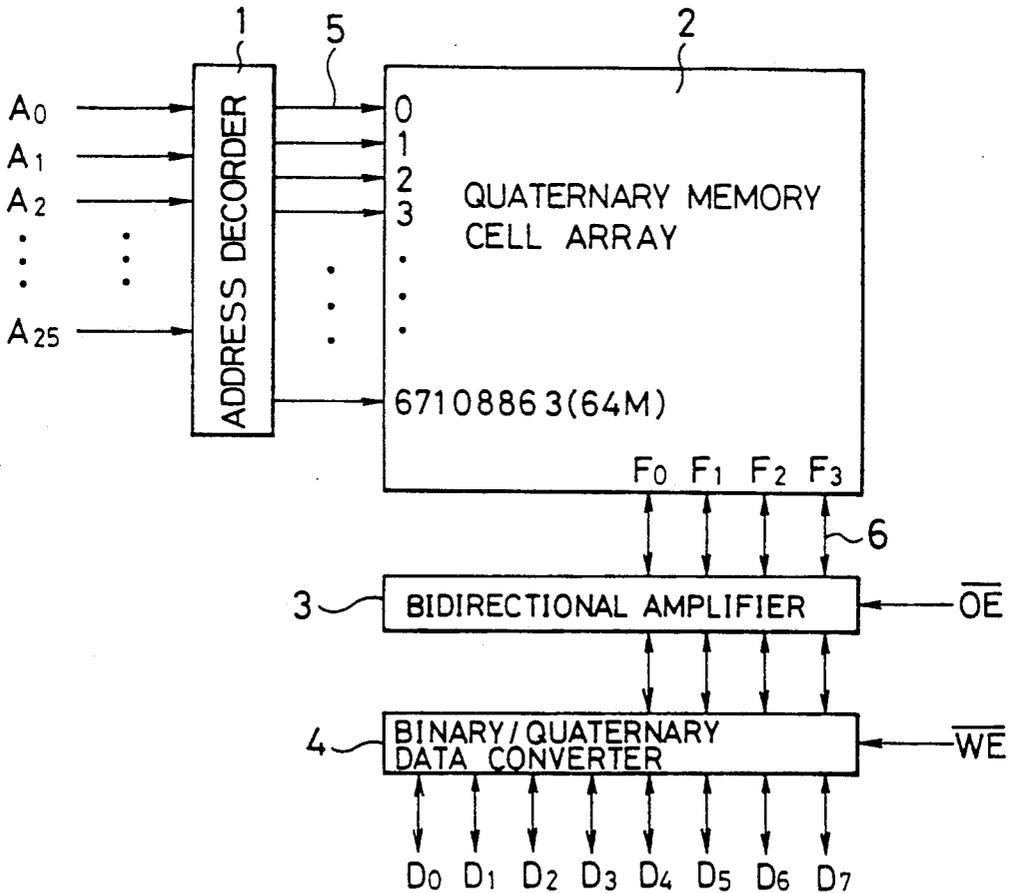 1
5
2
A0
A1
A2
A25
ADDRESS DECORDER
0
1
2
3
67108863(64M)
QUATERNARY MEMORY
CELL ARRAY
F0 F1 F2 F3
6
3
BIDIRECTIONAL AMPLIFIER
OE
4
BINARY/QUATERNARY
DATA CONVERTER
WE
D0 D1 D2 D3 D4 D5 D6 D7